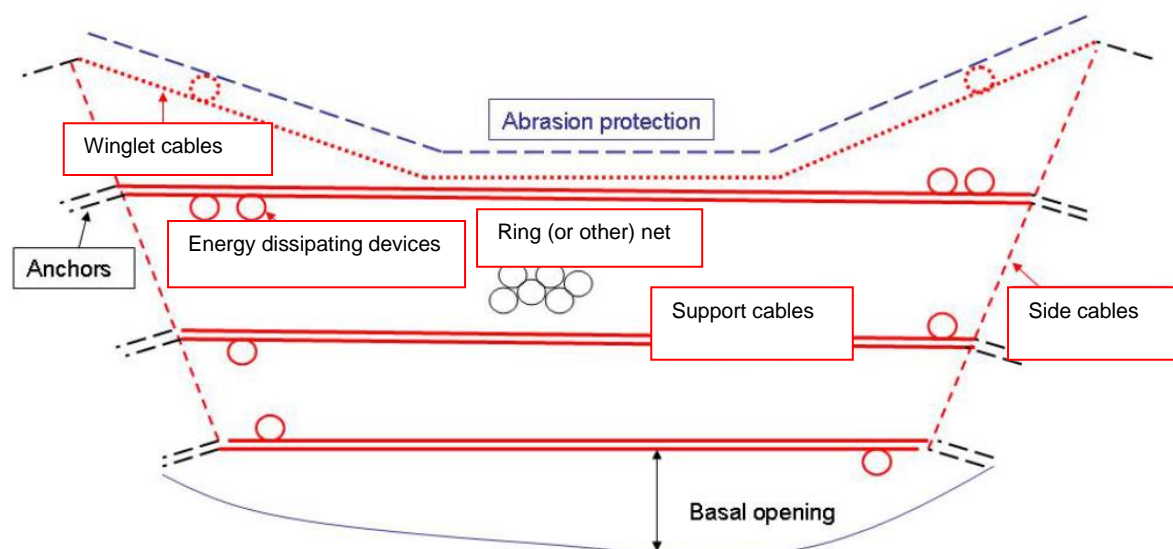 Abrasion protection
Winglet cables
Energy dissipating devices
Ring (or other) net
Anchors
Support cables
Side cables
Basal opening